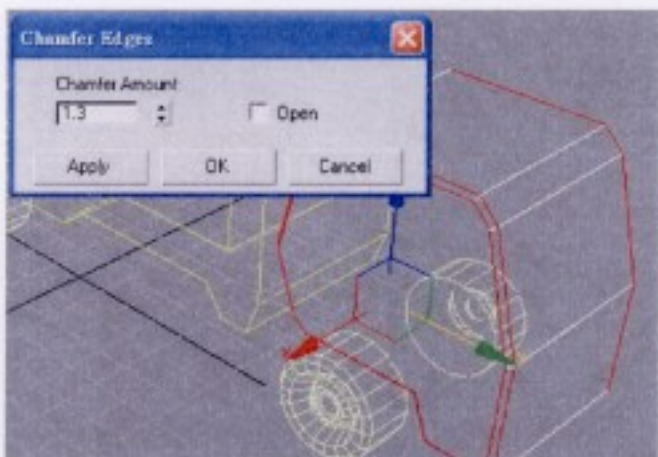 Chamfer Edges
Chamfer Amount
1.3
Open
Apply
OK
Cancel